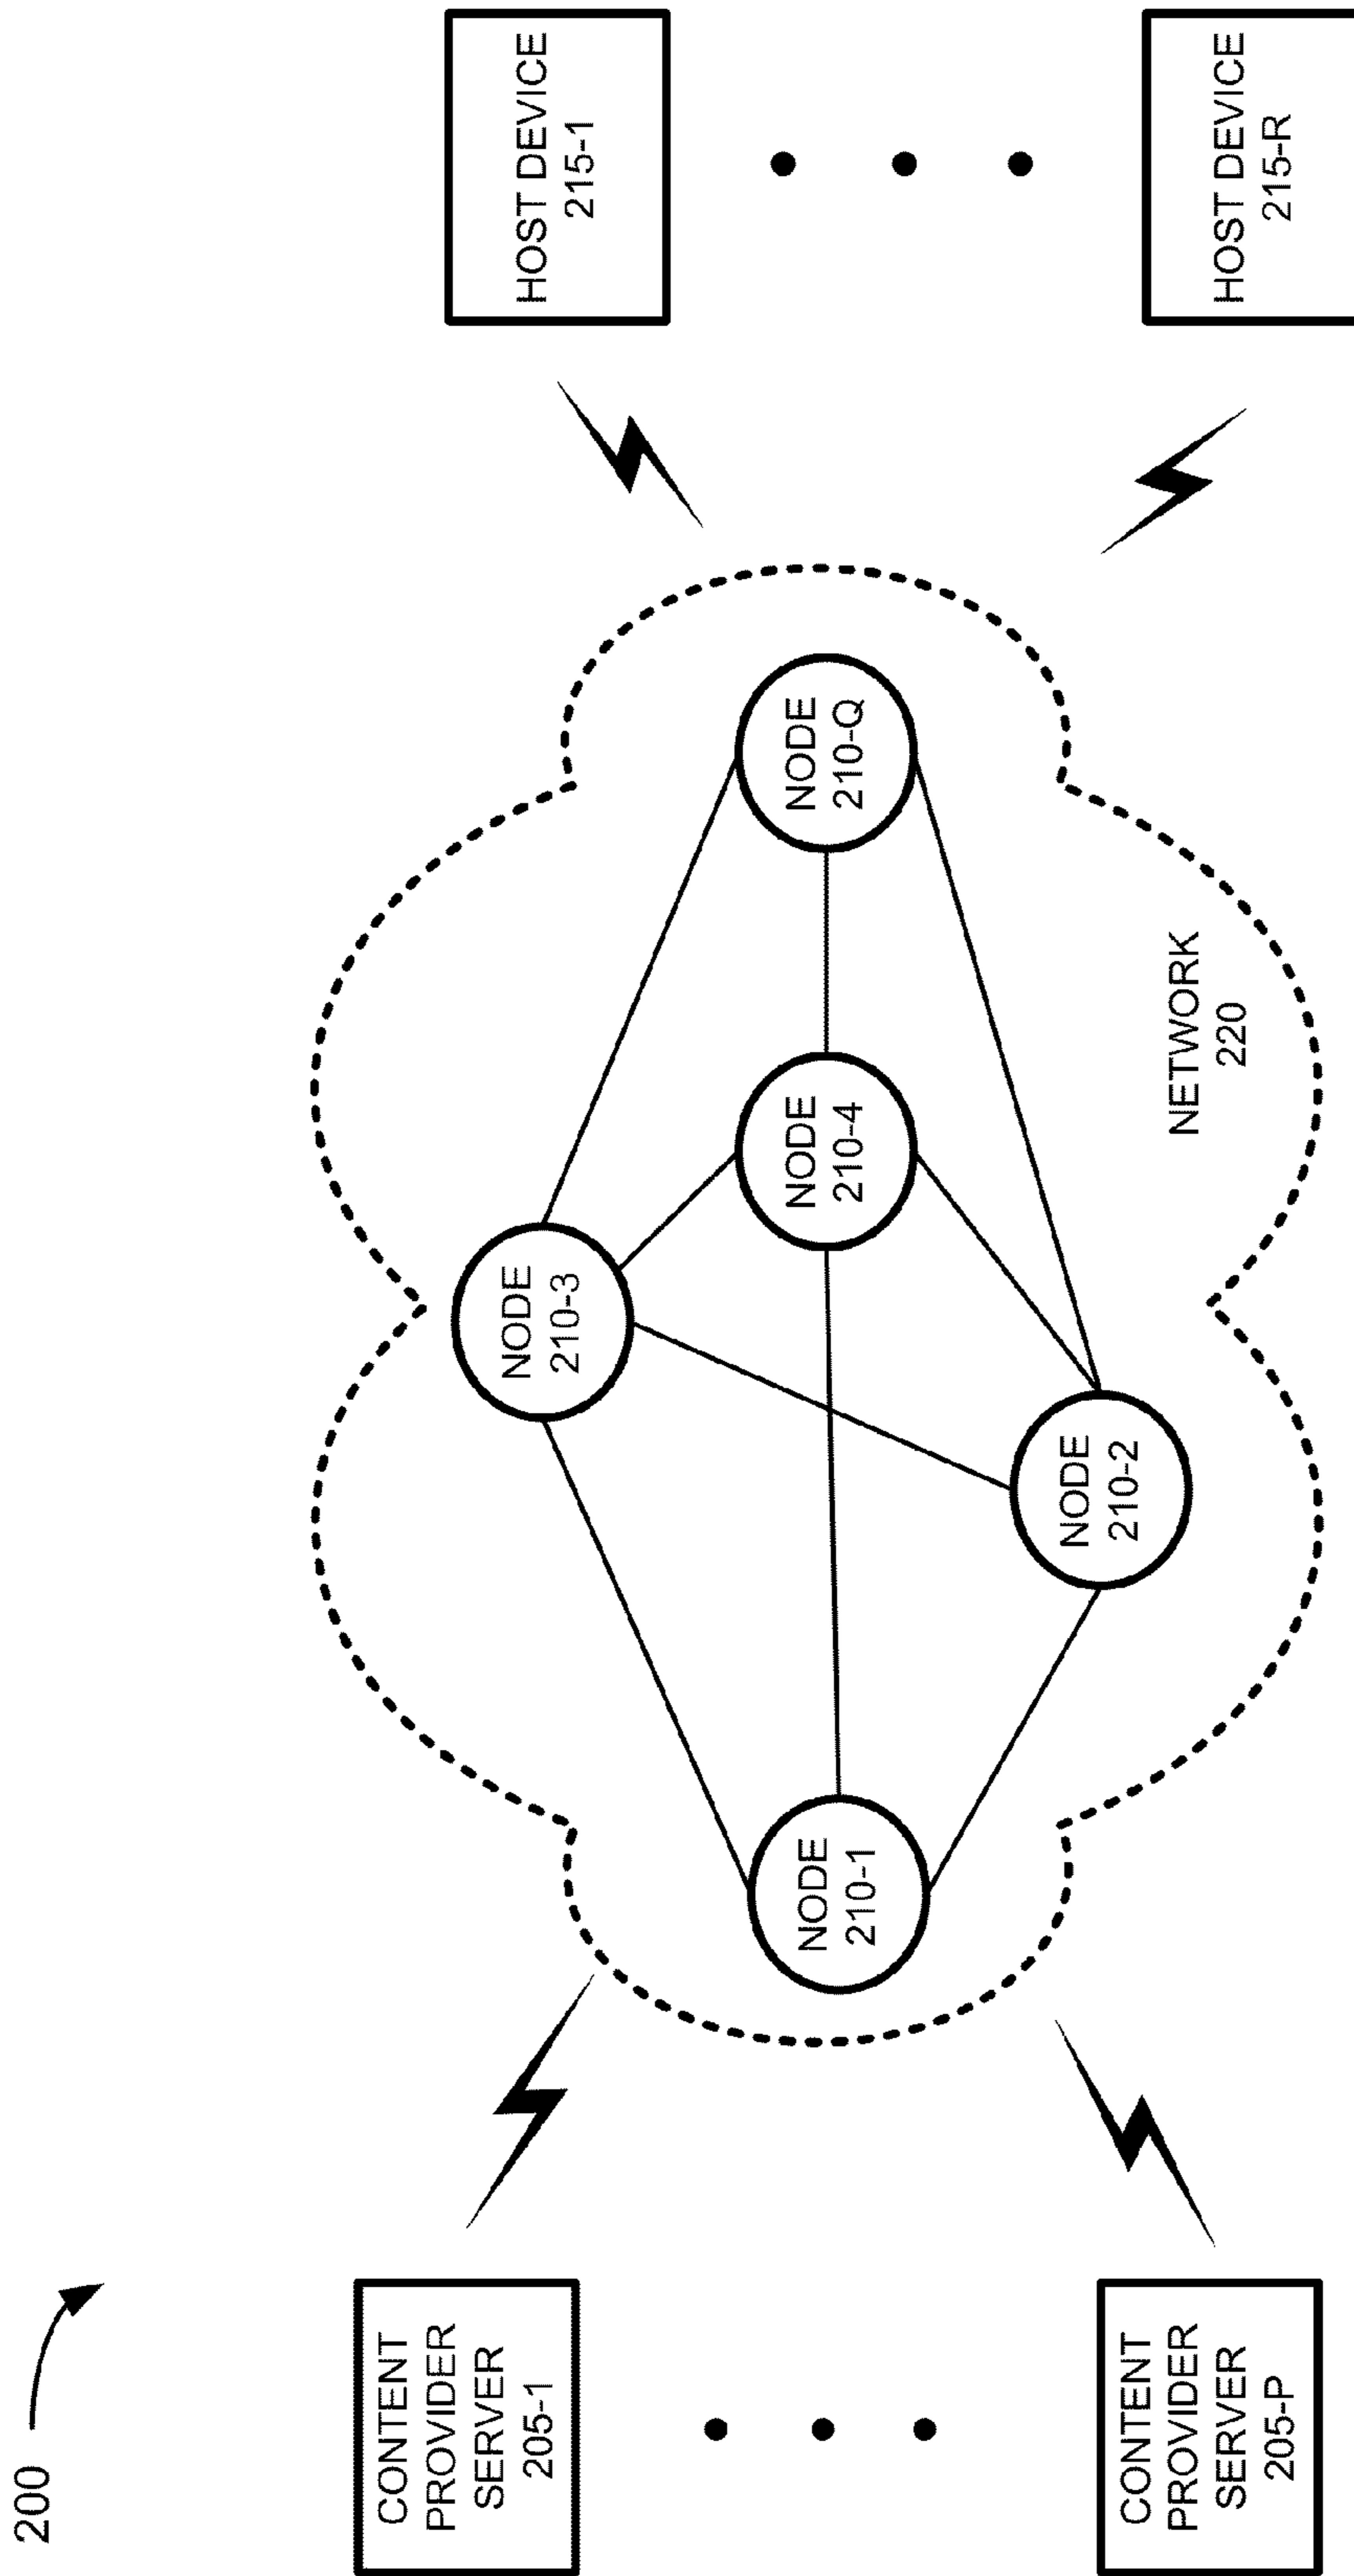 200
CONTENT
PROVIDER
SERVER
205-1
CONTENT
PROVIDER
SERVER
205-P
NODE
210-1
NODE
210-3
NODE
210-2
NODE
210-4
NODE
210-Q
NETWORK
220
HOST DEVICE
215-1
HOST DEVICE
215-R